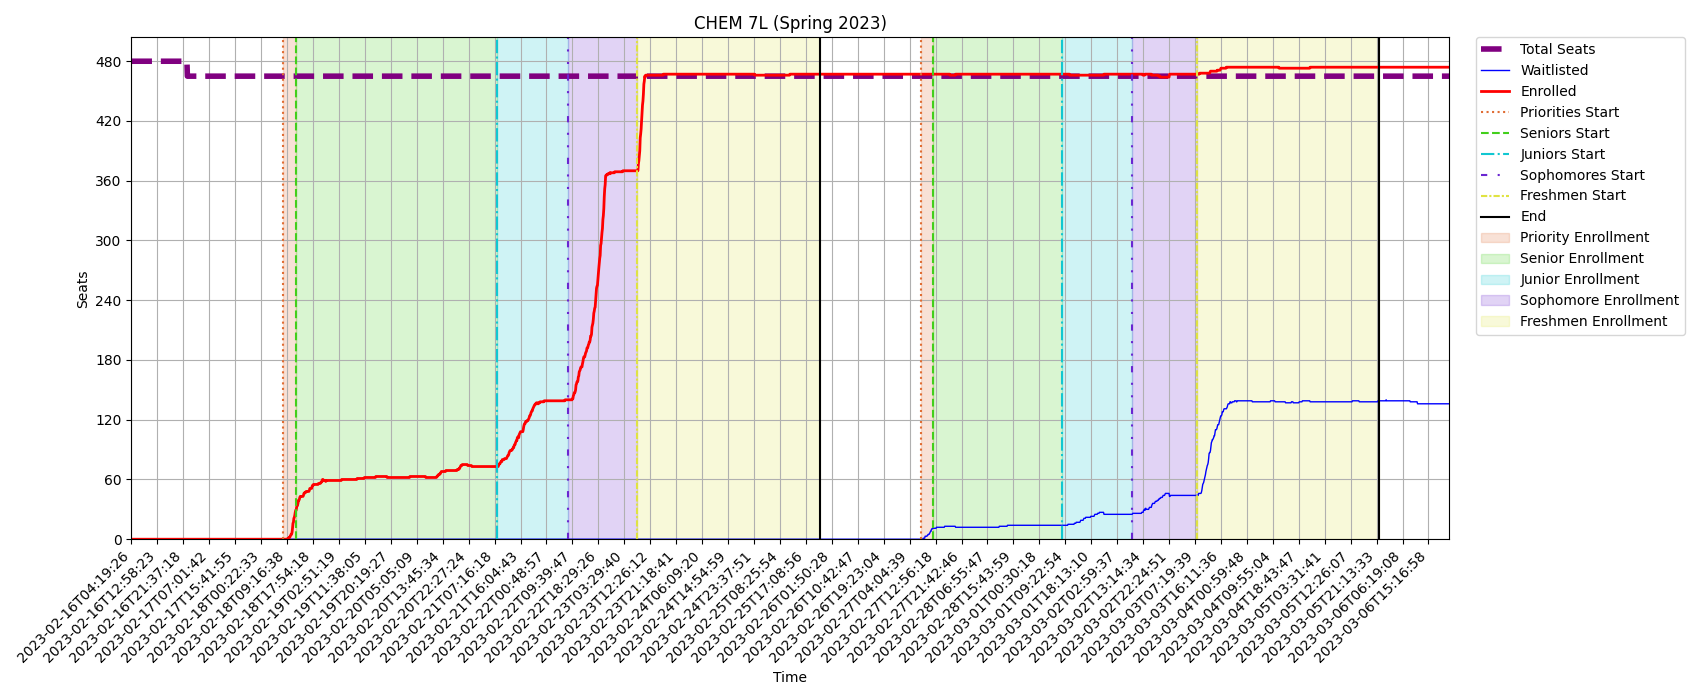 CHEM 7L (Spring 2023)
Seats
480
420
360
300
240
180
120
60
0
2023-02-16T04:19:26
2023-02-16T12:58:23
2023-02-16T21:37:18
2023-02-17T07:01:42
2023-02-17T15:41:55
2023-02-18T00:22:33
2023-02-18T09:16:38
2023-02-18T17:54:18
2023-02-19T02:51:19
2023-02-19T11:38:05
2023-02-19T20:19:27
2023-02-20T05:05:09
2023-02-20T13:45:34
2023-02-20T22:27:24
2023-02-21T07:16:18
2023-02-21T16:04:43
2023-02-22T00:48:57
2023-02-22T09:39:47
2023-02-22T18:29:26
2023-02-23T03:29:40
2023-02-23T12:26:12
2023-02-23T21:18:41
2023-02-24T06:09:20
2023-02-24T14:54:59
2023-02-24T23:37:51
2023-02-25T08:25:54
2023-02-25T17:08:56
2023-02-26T01:50:28
2023-02-26T10:42:47
2023-02-26T19:23:04
2023-02-27T04:04:39
2023-02-27T12:56:18
2023-02-27T21:42:46
2023-02-28T06:55:47
2023-02-28T15:43:59
2023-03-01T00:30:18
2023-03-01T09:22:54
2023-03-01T18:13:10
2023-03-02T02:59:37
2023-03-02T12:14:34
2023-03-02T22:24:51
2023-03-03T07:19:39
2023-03-03T16:11:36
2023-03-04T00:59:48
2023-03-04T09:55:04
2023-03-04T18:43:47
2023-03-05T03:31:41
2023-03-05T12:26:07
2023-03-05T21:13:33
2023-03-06T06:19:08
2023-03-06T15:16:58
Time
Total Seats
Waitlisted
Enrolled
Priorities Start
Seniors Start
Juniors Start
Sophomores Start
Freshmen Start
End
Priority Enrollment
Senior Enrollment
Junior Enrollment
Sophomore Enrollment
Freshmen Enrollment